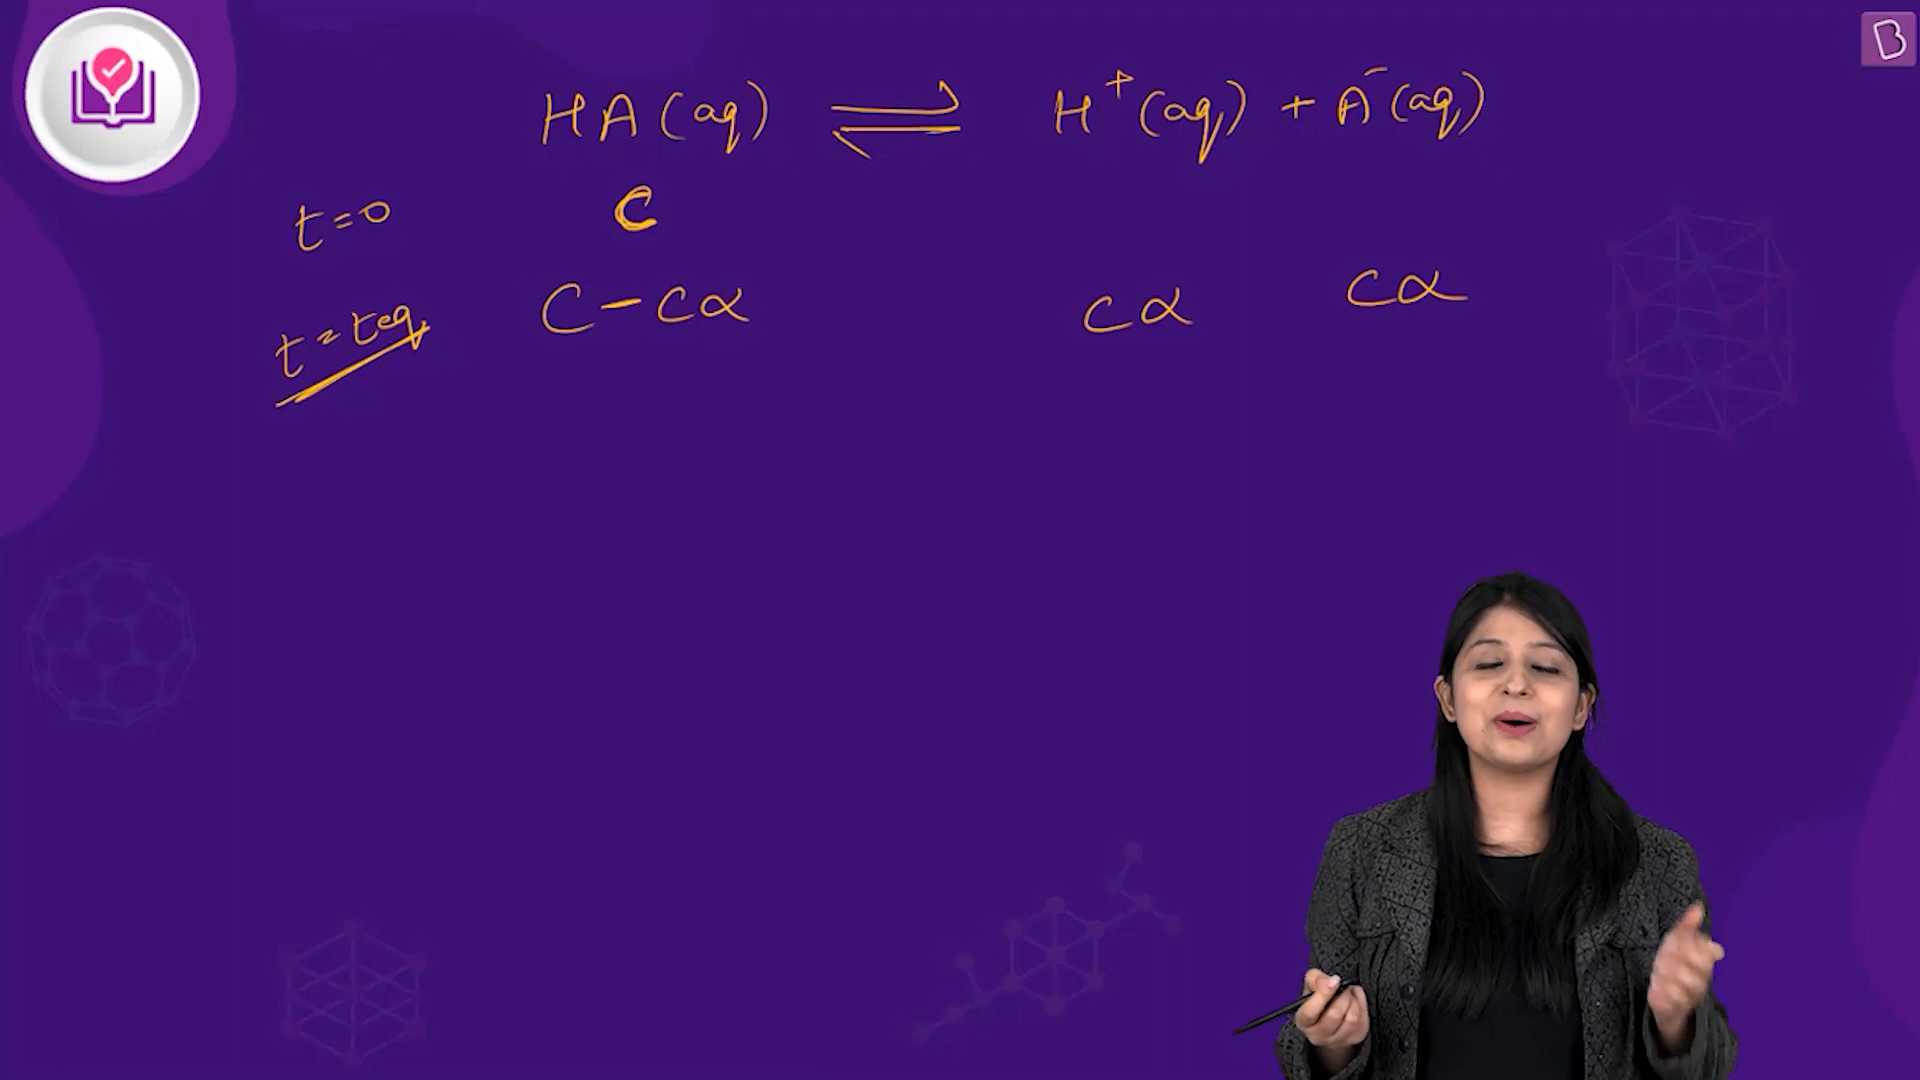 HA(aq) ⇌ H⁺(aq) + A⁻(aq)
t=0 C
t=teq C-Cα Cα Cα
B